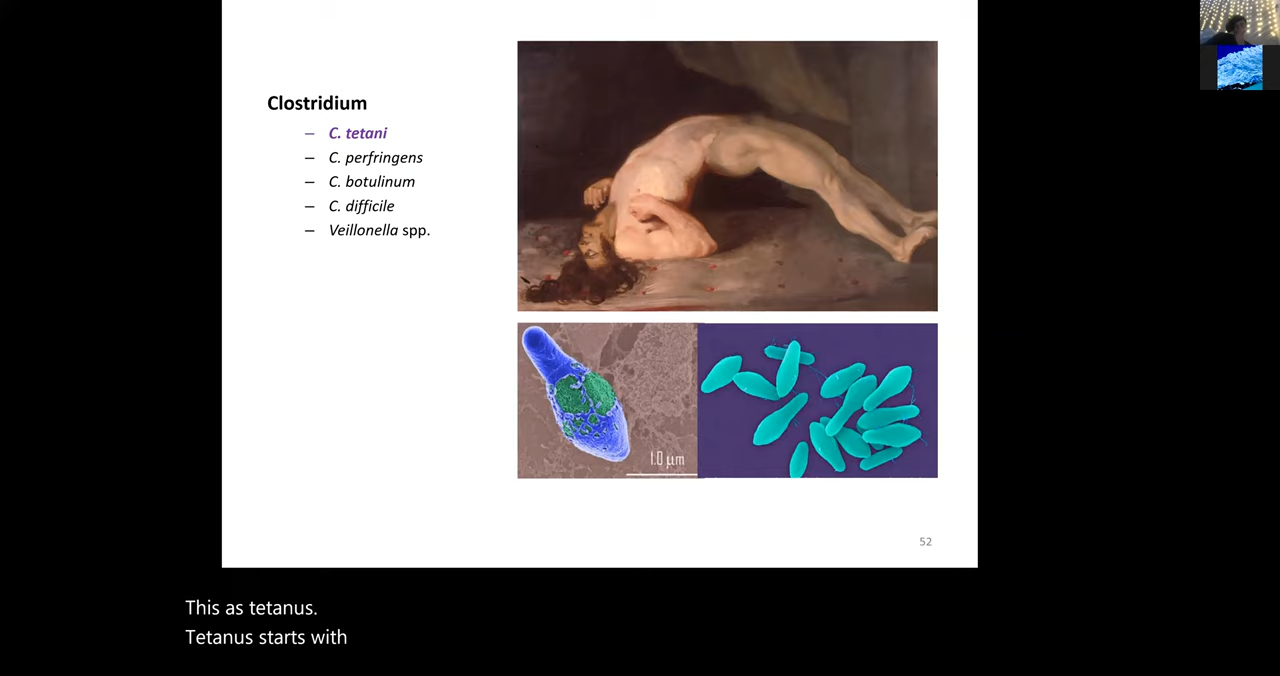 Clostridium
– C. tetani
– C. perfringens
– C. botulinum
– C. difficile
– Veillonella spp.
1.0 µm
52
This as tetanus.
Tetanus starts with